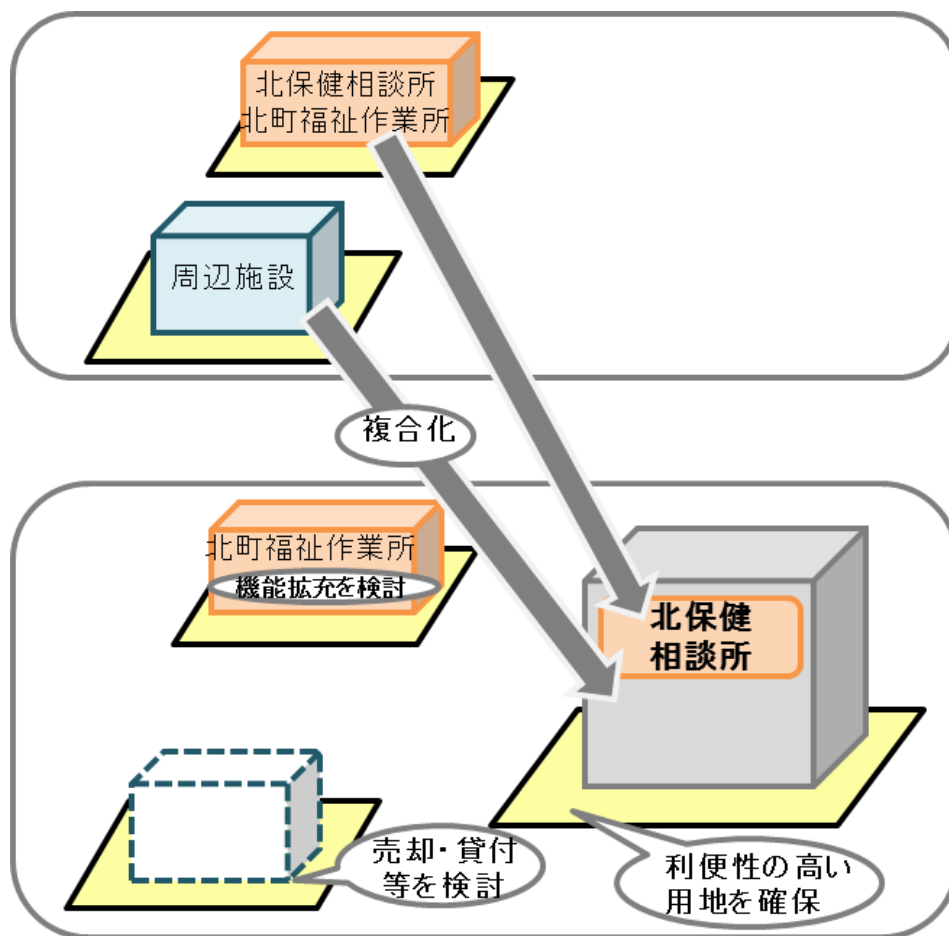 北保健相談所
北町福祉作業所
周辺施設
複合化
北町福祉作業所
機能拡充を検討
北保健
相談所
売却・貸付
等を検討
利便性の高い
用地を確保